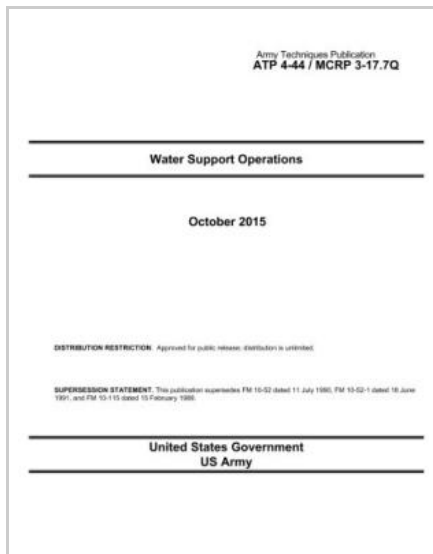 Army Techniques Publication
ATP 4-44 / MCRP 3-17.7Q
Water Support Operations
October 2015
DISTRIBUTION RESTRICTION. Approved for public release; distribution is unlimited.
SUPERSESSION STATEMENT. This publication supersedes FM 10-52 dated 11 July 1990, FM 10-52-1 dated 18 June
1991, and FM 10-115 dated 15 February 1989.
United States Government
US Army